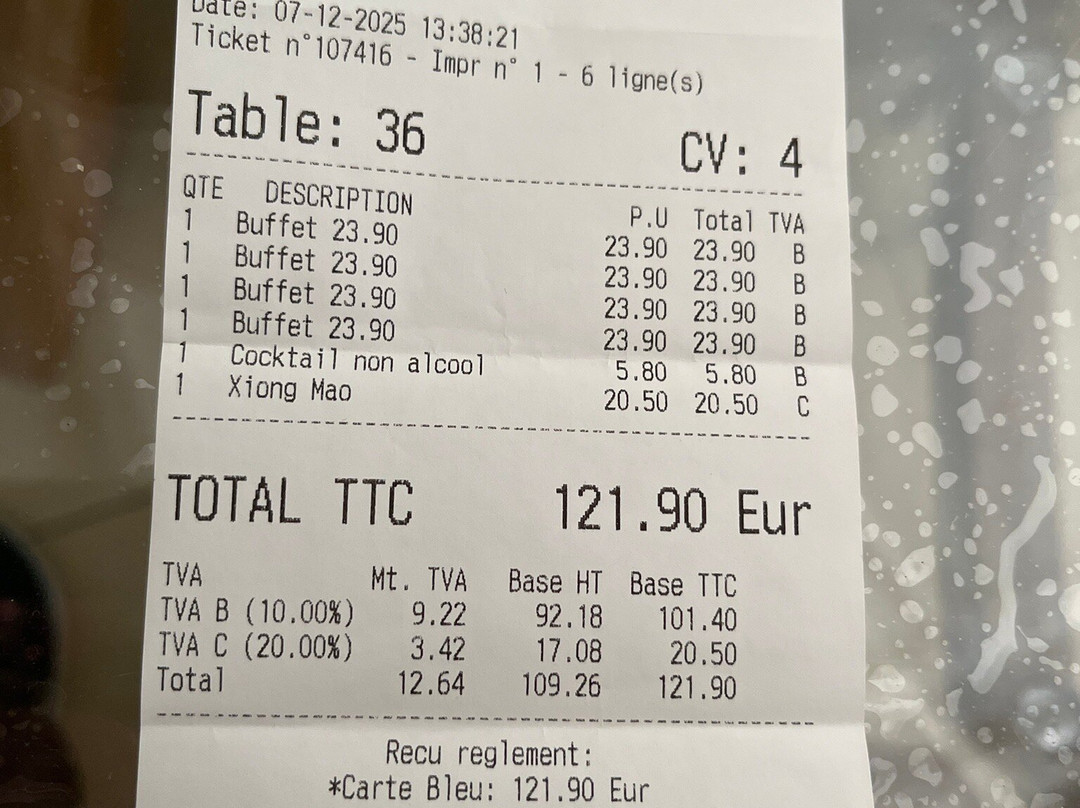 Date: 07-12-2025 13:38:21
Ticket n°107416 - Impr n° 1 - 6 ligne(s)
Table: 36 CV: 4
QTE DESCRIPTION P.U Total TVA
1 Buffet 23.90 23.90 23.90 B
1 Buffet 23.90 23.90 23.90 B
1 Buffet 23.90 23.90 23.90 B
1 Buffet 23.90 23.90 23.90 B
1 Cocktail non alcool 5.80 5.80 B
1 Xiong Mao 20.50 20.50 C
TOTAL TTC 121.90 Eur
TVA Mt. TVA Base HT Base TTC
TVA B (10.00%) 9.22 92.18 101.40
TVA C (20.00%) 3.42 17.08 20.50
Total 12.64 109.26 121.90
Recu reglement:
*Carte Bleu: 121.90 Eur